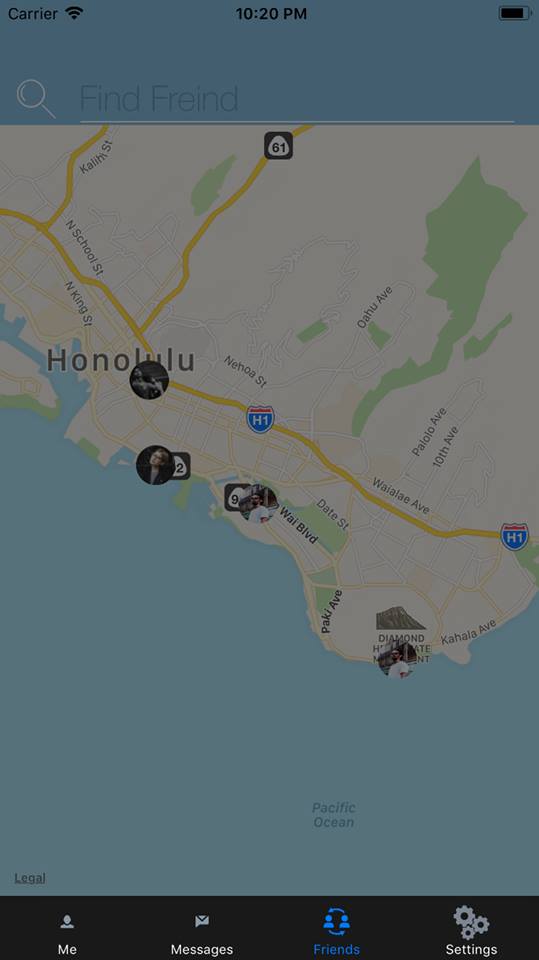 Carrier
10:20 PM
Find Freind
61
Kalihi St
N School St
N King St
Oahu Ave
Honolulu
Nehoa St
H1
Palolo Ave
10th Ave
2
9
Waialae Ave
Date St
Wai Blvd
H1
Paki Ave
DIAMOND
Kahala Ave
Pacific
Ocean
Legal
Me
Messages
Friends
Settings